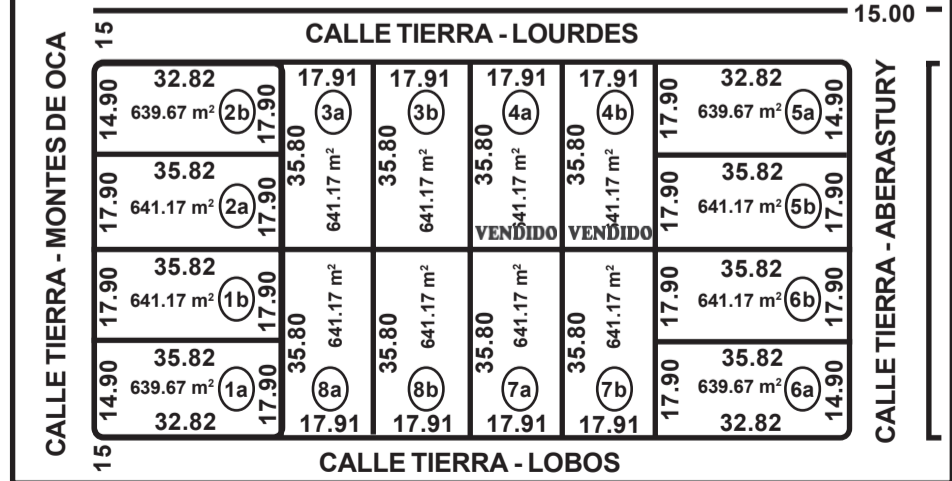 15.00
15
CALLE TIERRA - LOURDES
CALLE TIERRA - MONTES DE OCA
CALLE TIERRA - ABERASTURY
32.82
14.90
639.67 m²
2b
17.90
17.91
35.80
3a
641.17 m²
17.91
35.80
3b
641.17 m²
17.91
35.80
4a
641.17 m²
VENDIDO
17.91
35.80
4b
641.17 m²
VENDIDO
32.82
17.90
639.67 m²
5a
14.90
35.82
17.90
641.17 m²
2a
17.90
35.82
17.90
641.17 m²
5b
17.90
35.82
17.90
641.17 m²
1b
17.90
35.82
17.90
641.17 m²
6b
17.90
35.82
14.90
639.67 m²
1a
17.90
32.82
641.17 m²
35.80
8a
17.91
641.17 m²
35.80
8b
17.91
641.17 m²
35.80
7a
17.91
641.17 m²
35.80
7b
17.91
35.82
17.90
639.67 m²
6a
14.90
32.82
15
CALLE TIERRA - LOBOS